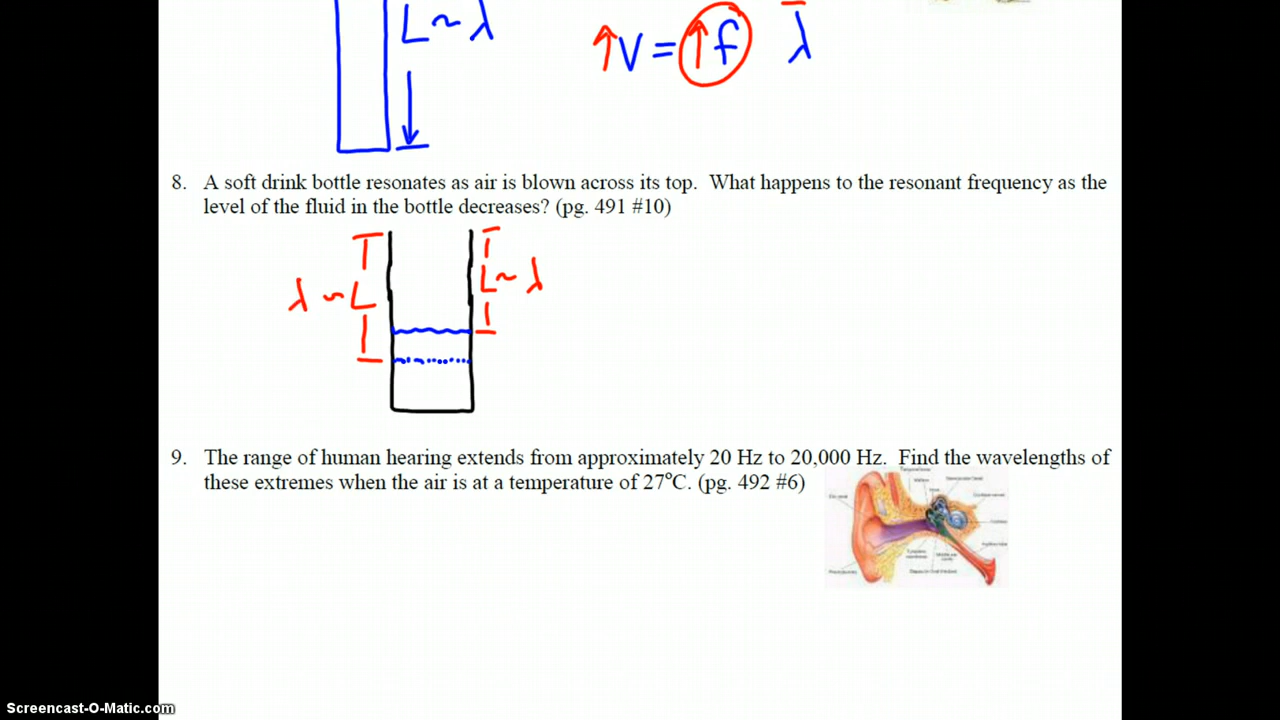 L ~ λ
↑V = ↑f λ̄
8. A soft drink bottle resonates as air is blown across its top. What happens to the resonant frequency as the
level of the fluid in the bottle decreases? (pg. 491 #10)
λ ~ L
L ~ λ
9. The range of human hearing extends from approximately 20 Hz to 20,000 Hz. Find the wavelengths of
these extremes when the air is at a temperature of 27°C. (pg. 492 #6)
Screencast-O-Matic.com